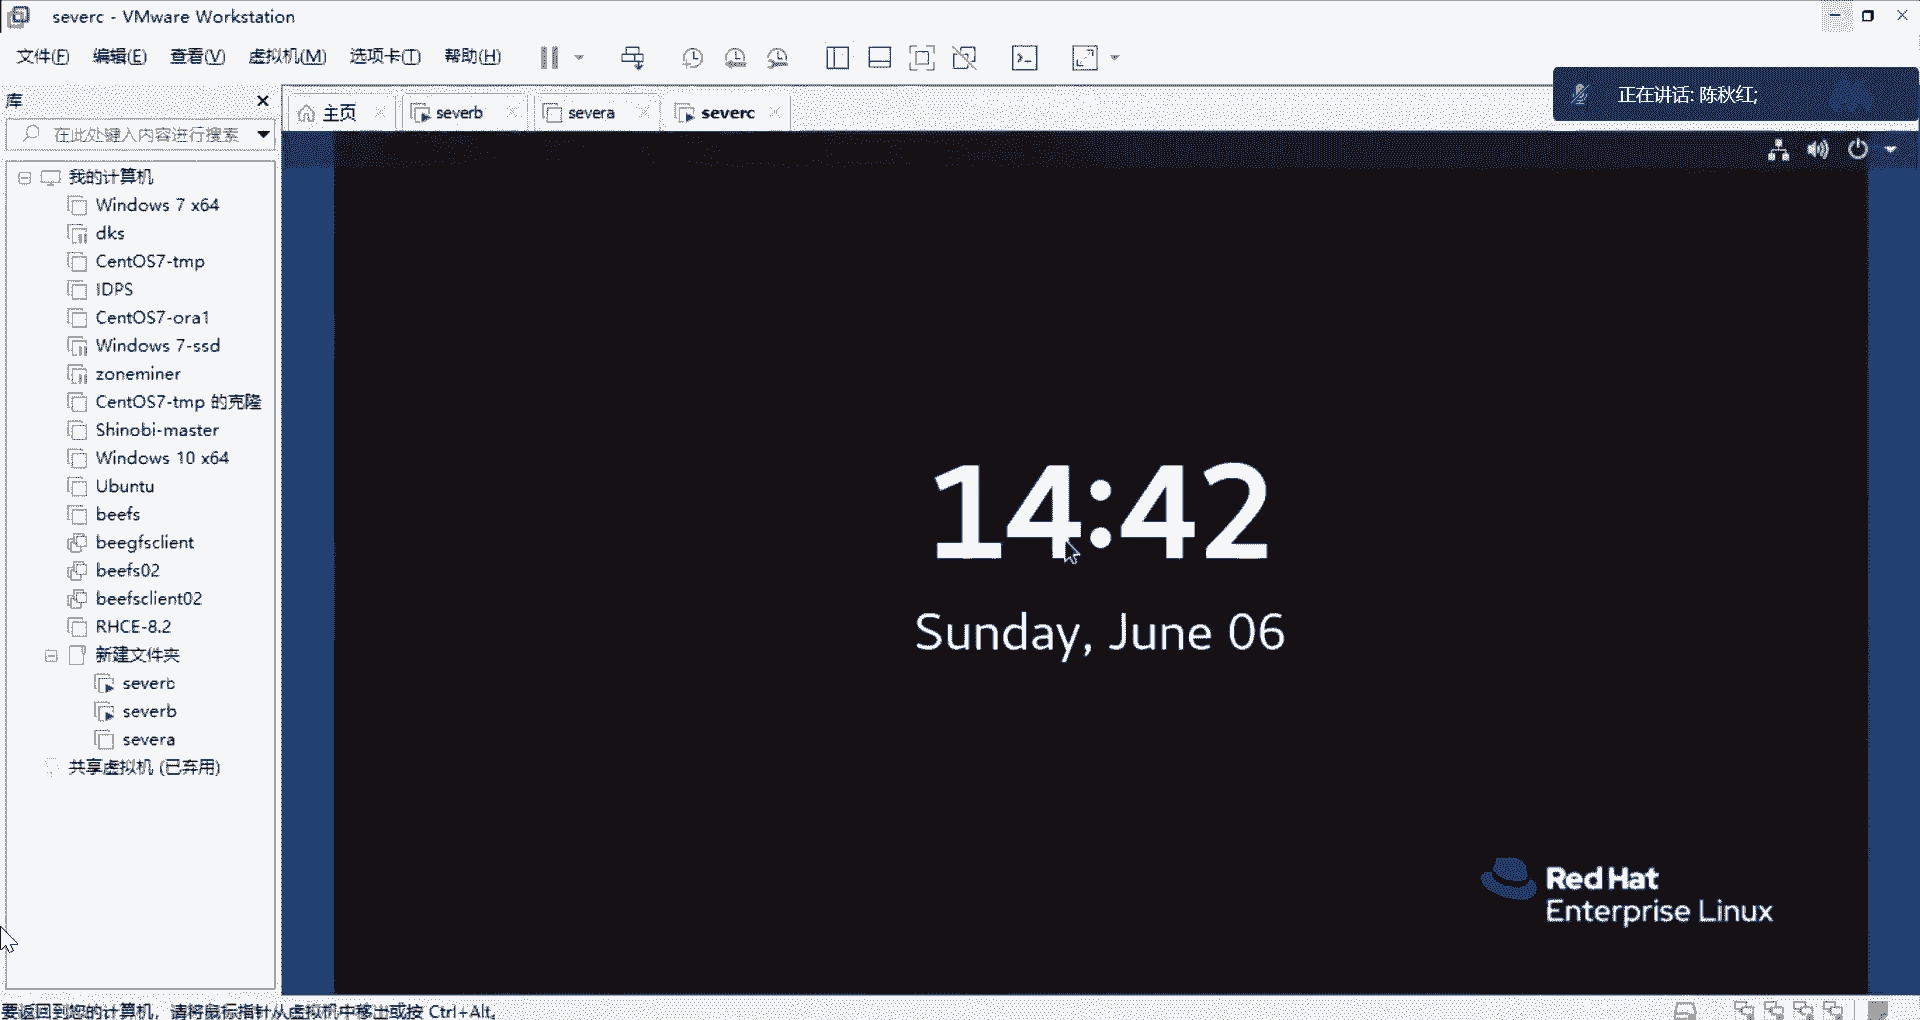 severc - VMware Workstation
文件(F) 编辑(E) 查看(V) 虚拟机(M) 选项卡(T) 帮助(H)
正在讲话: 陈秋红;
库
主页 severb severa severc
在此处键入内容进行搜索
我的计算机
Windows 7 x64
dks
CentOS7-tmp
IDPS
CentOS7-ora1
Windows 7-ssd
zoneminer
CentOS7-tmp 的克隆
Shinobi-master
Windows 10 x64
Ubuntu
beefs
beegfsclient
beefs02
beefsclient02
RHCE-8.2
新建文件夹
severb
severa
共享虚拟机 (已弃用)
14:42
Sunday, June 06
Red Hat
Enterprise Linux
要返回到您的计算机，请将鼠标指针从虚拟机中移出或按 Ctrl+Alt。